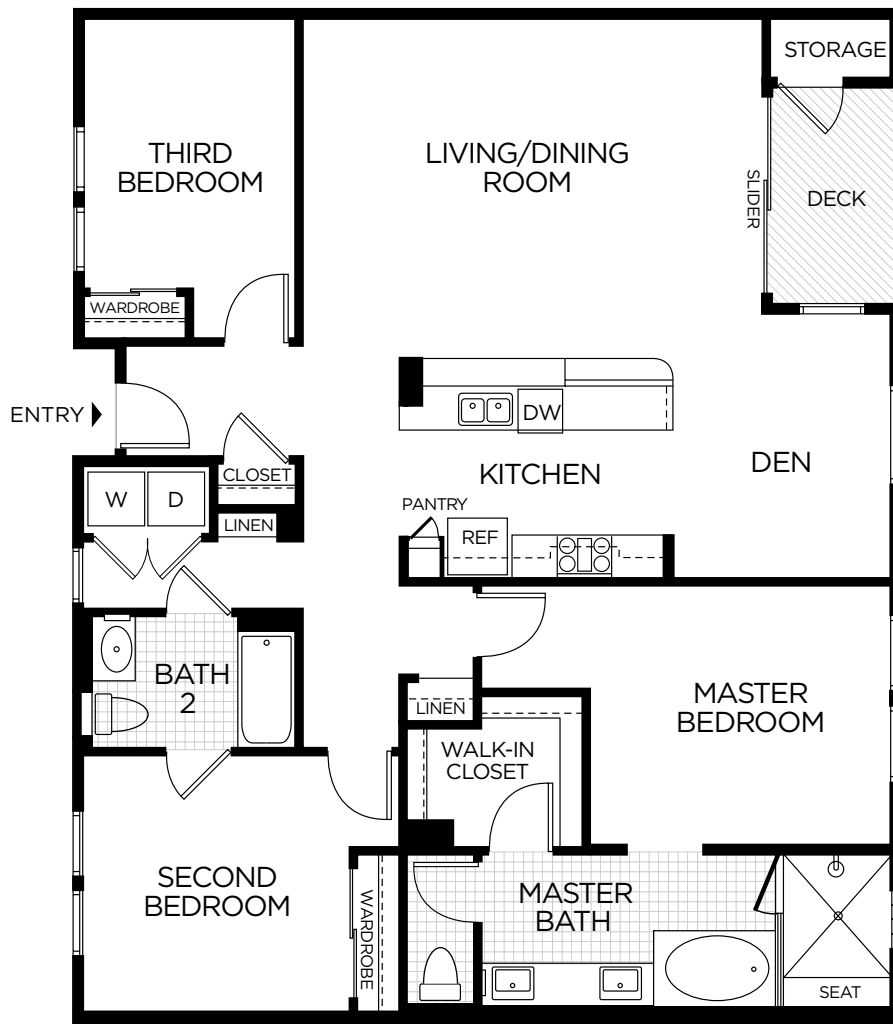 STORAGE
THIRD
BEDROOM
LIVING/DINING
ROOM
SLIDER
DECK
WARDROBE
ENTRY
DW
CLOSET
KITCHEN
DEN
W
D
PANTRY
LINEN
REF
BATH
2
LINEN
MASTER
BEDROOM
WALK-IN
CLOSET
SECOND
BEDROOM
WARDROBE
MASTER
BATH
SEAT